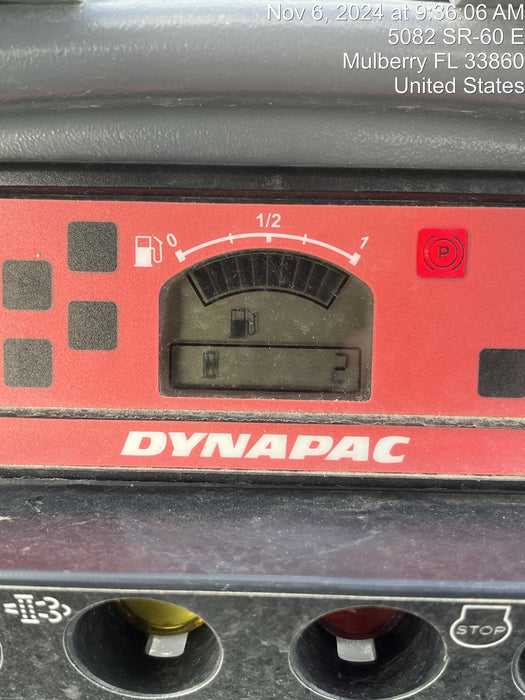 Nov 6, 2024 at 9:36:06 AM
5082 SR-60 E
Mulberry FL 33860
United States
0 1/2 1
P
2
DYNAPAC
STOP